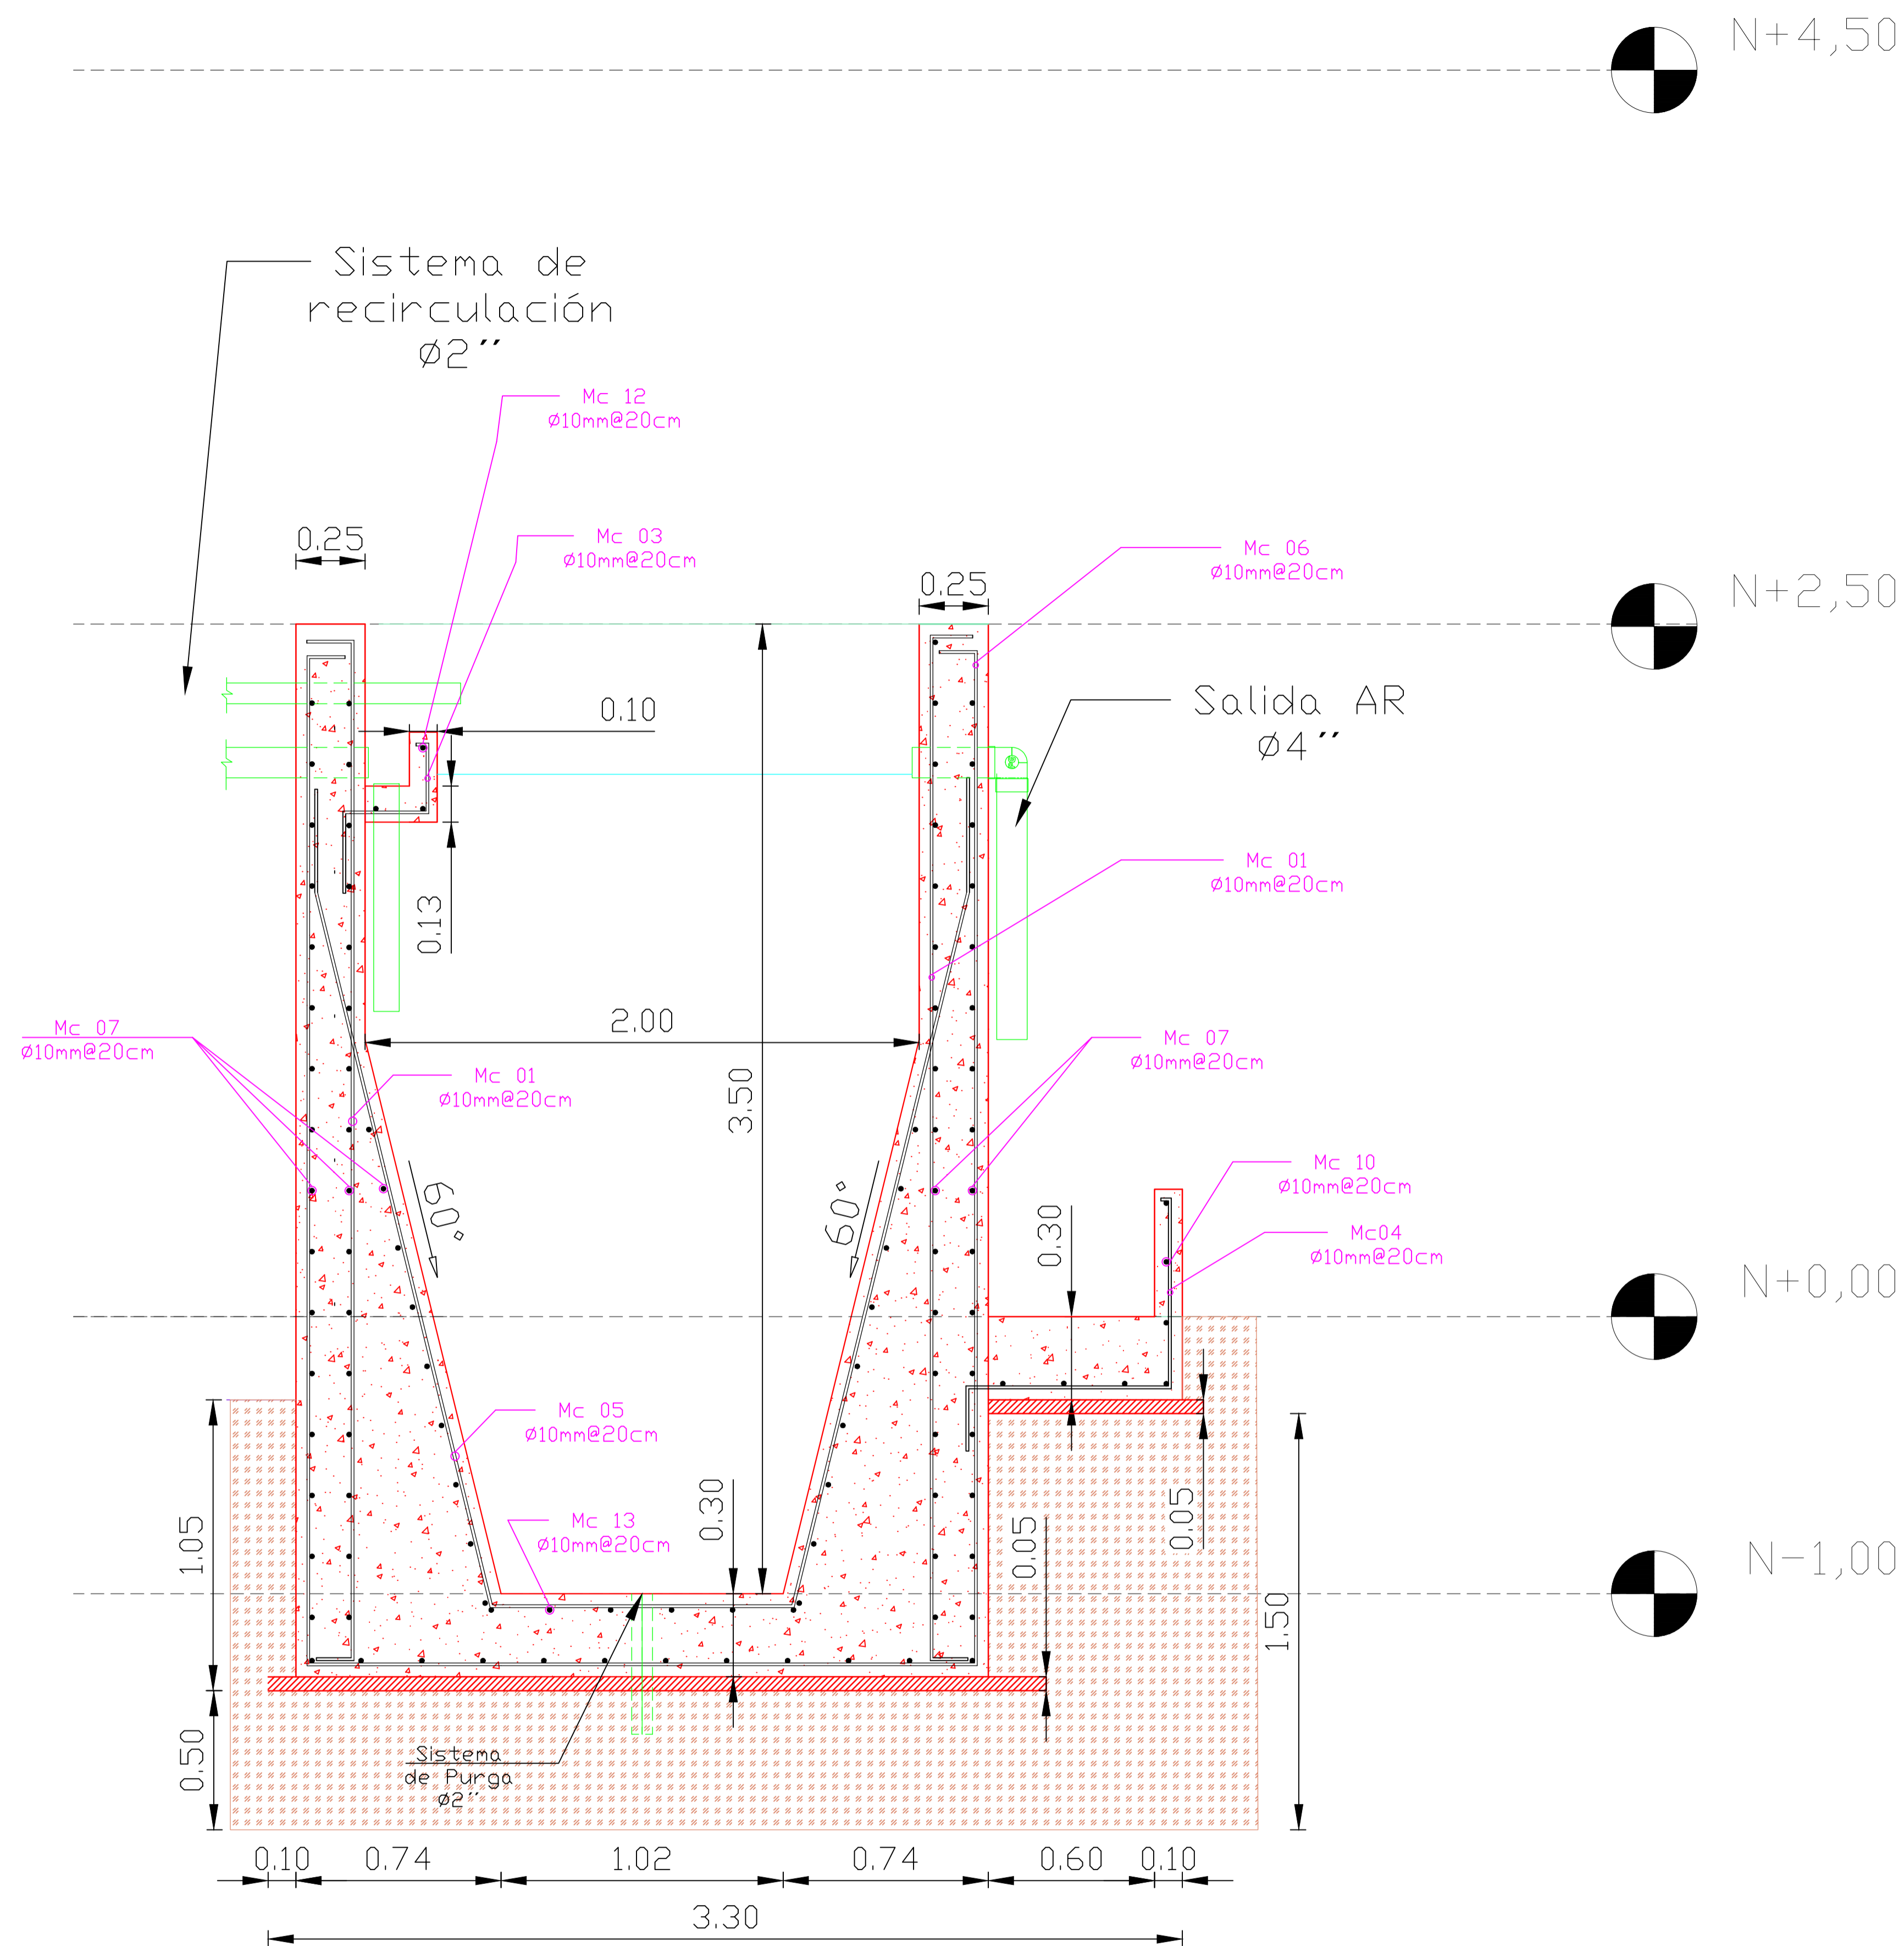 N+4,50
Sistema de
recirculación
Ø2"
Mc 12
Ø10mm@20cm
0.25
Mc 03
Ø10mm@20cm
Mc 06
Ø10mm@20cm
0.25
N+2,50
0.10
Salida AR
Ø4"
Mc 01
Ø10mm@20cm
0.13
2.00
Mc 07
Ø10mm@20cm
Mc 07
Ø10mm@20cm
3.50
Mc 01
Ø10mm@20cm
60°
60°
Mc 10
Ø10mm@20cm
0.30
Mc04
Ø10mm@20cm
N+0,00
Mc 05
Ø10mm@20cm
0.30
Mc 13
Ø10mm@20cm
1.05
0.05
0.05
N-1,00
1.50
0.50
Sistema
de Purga
Ø2"
0.10
0.74
1.02
0.74
0.60
0.10
3.30